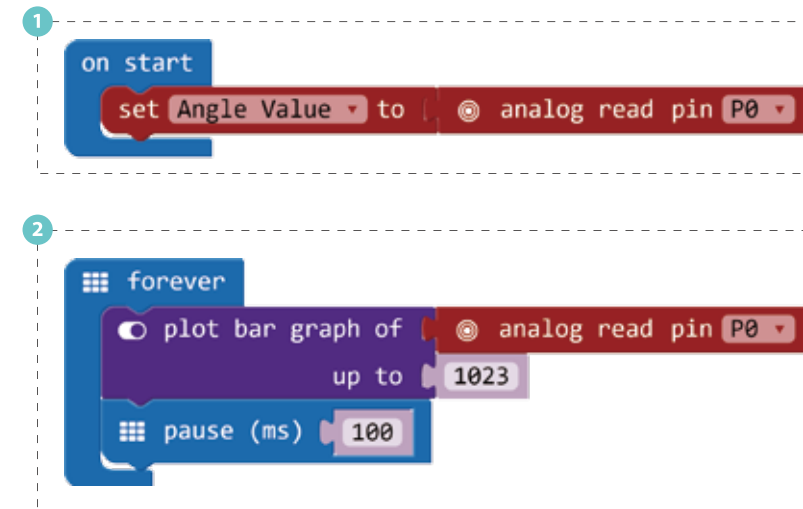 1
on start
set Angle Value to analog read pin P0
2
forever
plot bar graph of analog read pin P0
up to 1023
pause (ms) 100